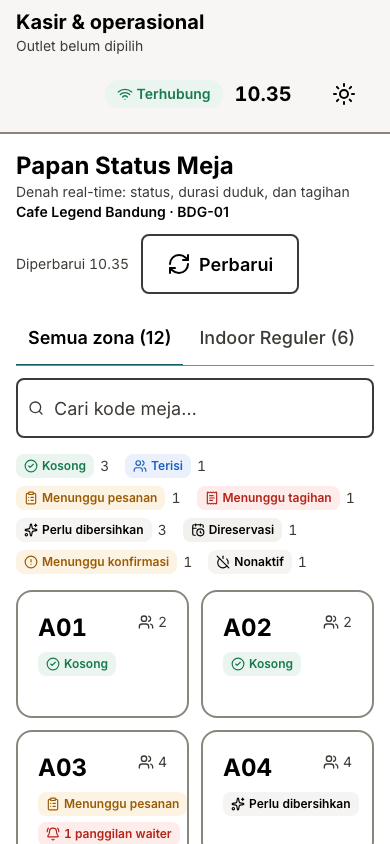 Kasir & operasional
Outlet belum dipilih
Terhubung 10.35
Papan Status Meja
Denah real-time: status, durasi duduk, dan tagihan
Cafe Legend Bandung · BDG-01
Diperbarui 10.35 Perbarui
Semua zona (12) Indoor Reguler (6)
Cari kode meja...
Kosong 3 Terisi 1
Menunggu pesanan 1 Menunggu tagihan 1
Perlu dibersihkan 3 Direservasi 1
Menunggu konfirmasi 1 Nonaktif 1
A01 2 A02 2
Kosong Kosong
A03 4 A04 4
Menunggu pesanan Perlu dibersihkan
1 panggilan waiter